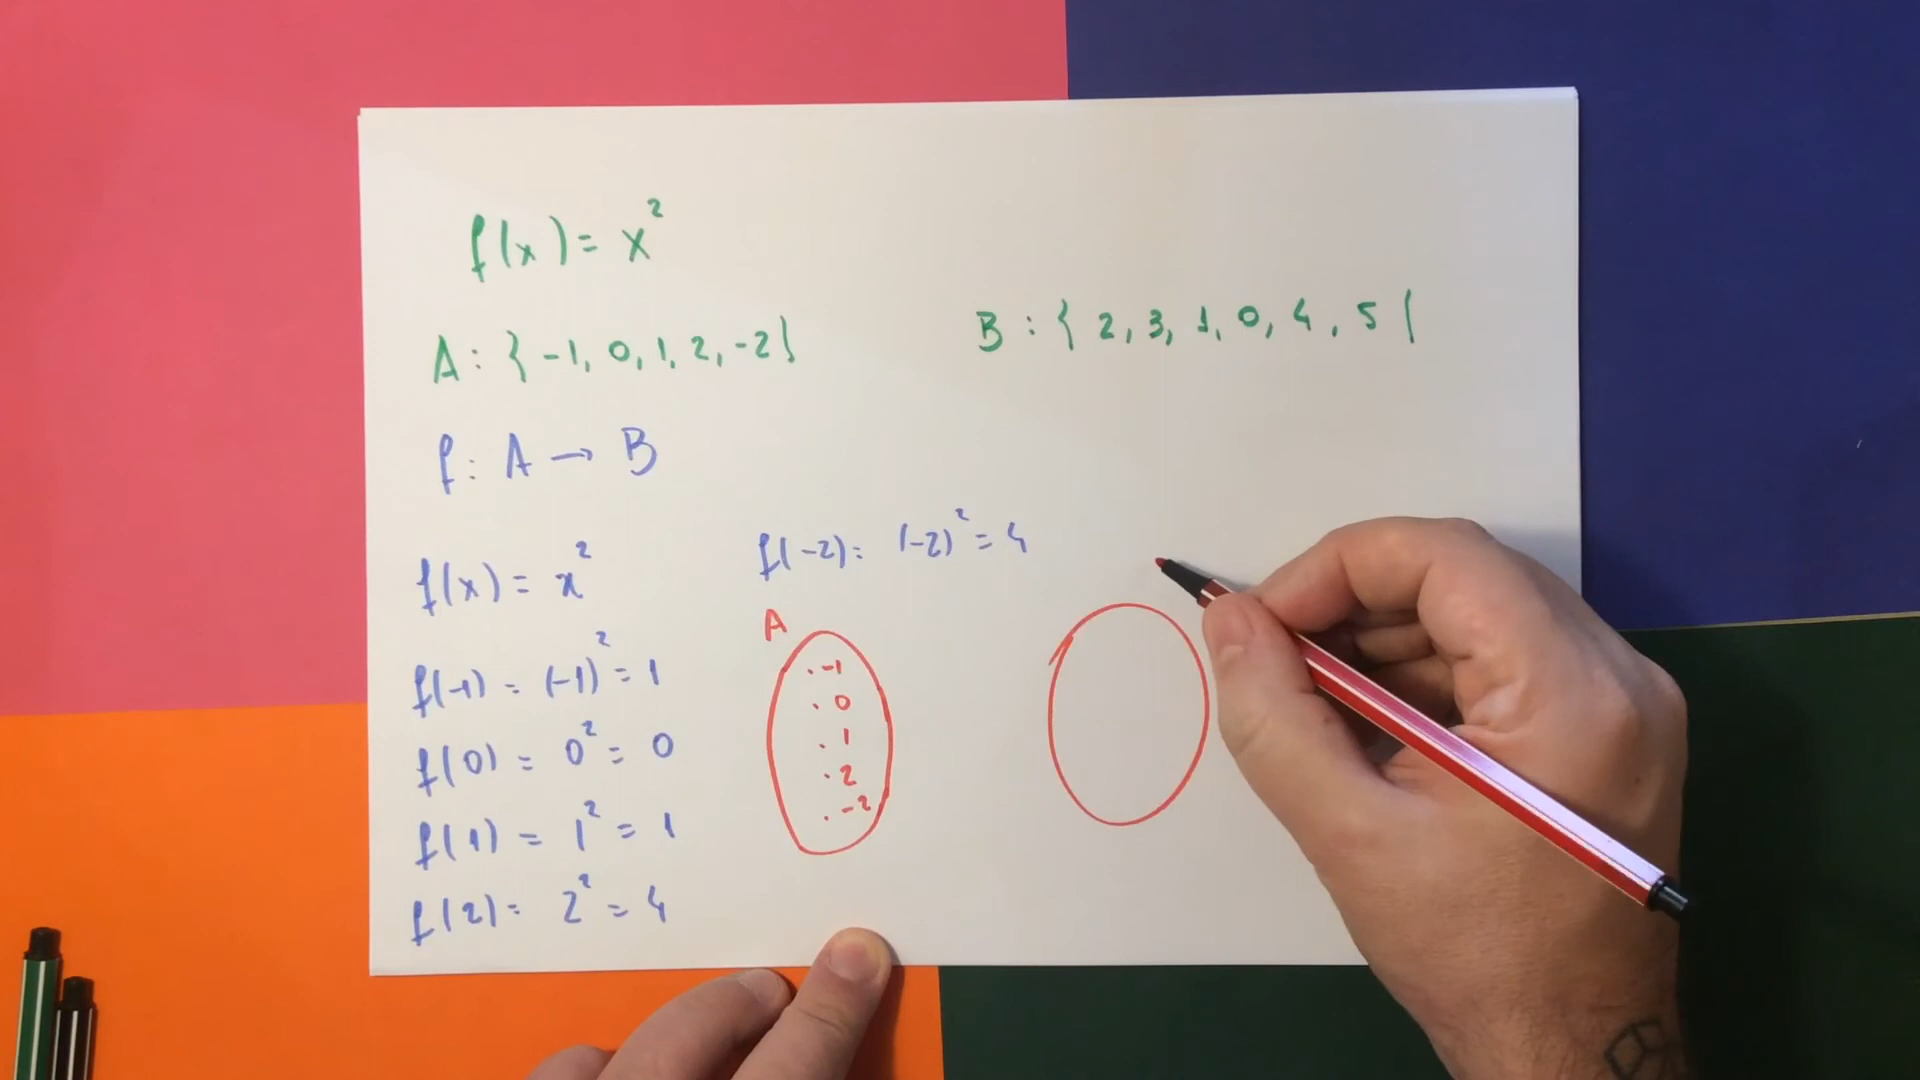 f(x) = x²
A : { -1, 0, 1, 2, -2}
B : { 2, 3, 1, 0, 4, 5 }
f : A → B
f(x) = x²
f(-1) = (-1)² = 1
f(0) = 0² = 0
f(1) = 1² = 1
f(2) = 2² = 4
f(-2) = (-2)² = 4
A
. -1
. 0
. 1
. 2
. -2